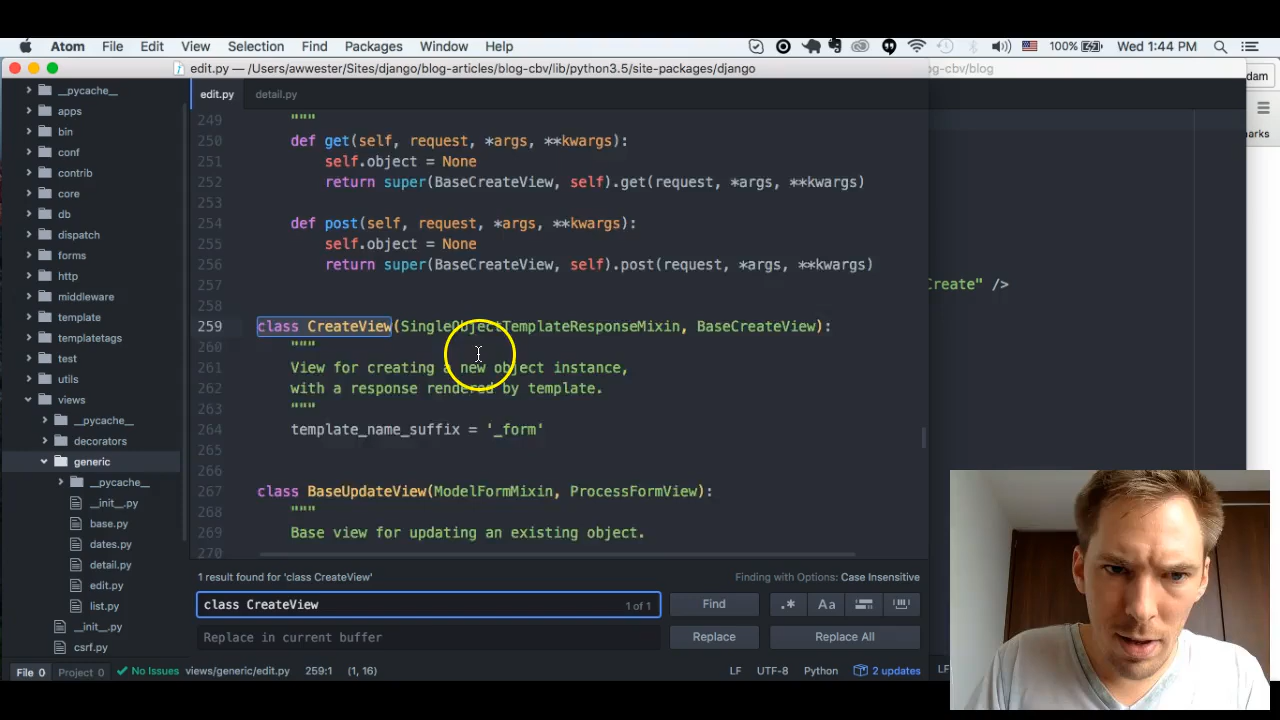 Atom File Edit View Selection Find Packages Window Help 100% Wed 1:44 PM
edit.py — /Users/awwester/Sites/django/blog-articles/blog-cbv/lib/python3.5/site-packages/django
og-cbv/blog
dam
edit.py detail.py
marks
__pycache__
apps
bin
conf
contrib
core
db
dispatch
forms
http
middleware
template
templatetags
test
utils
views
__pycache__
decorators
generic
__pycache__
__init__.py
base.py
dates.py
detail.py
edit.py
list.py
__init__.py
csrf.py
249 """
250 def get(self, request, *args, **kwargs):
251 self.object = None
252 return super(BaseCreateView, self).get(request, *args, **kwargs)
253
254 def post(self, request, *args, **kwargs):
255 self.object = None
256 return super(BaseCreateView, self).post(request, *args, **kwargs)
257
258
259 class CreateView(SingleObjectTemplateResponseMixin, BaseCreateView):
260 """
261 View for creating a new object instance,
262 with a response rendered by template.
263 """
264 template_name_suffix = '_form'
265
266
267 class BaseUpdateView(ModelFormMixin, ProcessFormView):
268 """
269 Base view for updating an existing object.
270
Create" />
1 result found for 'class CreateView' Finding with Options: Case Insensitive
class CreateView 1 of 1 Find .* Aa
Replace in current buffer Replace Replace All
File 0 Project 0 No Issues views/generic/edit.py 259:1 (1, 16) LF UTF-8 Python 2 updates LF